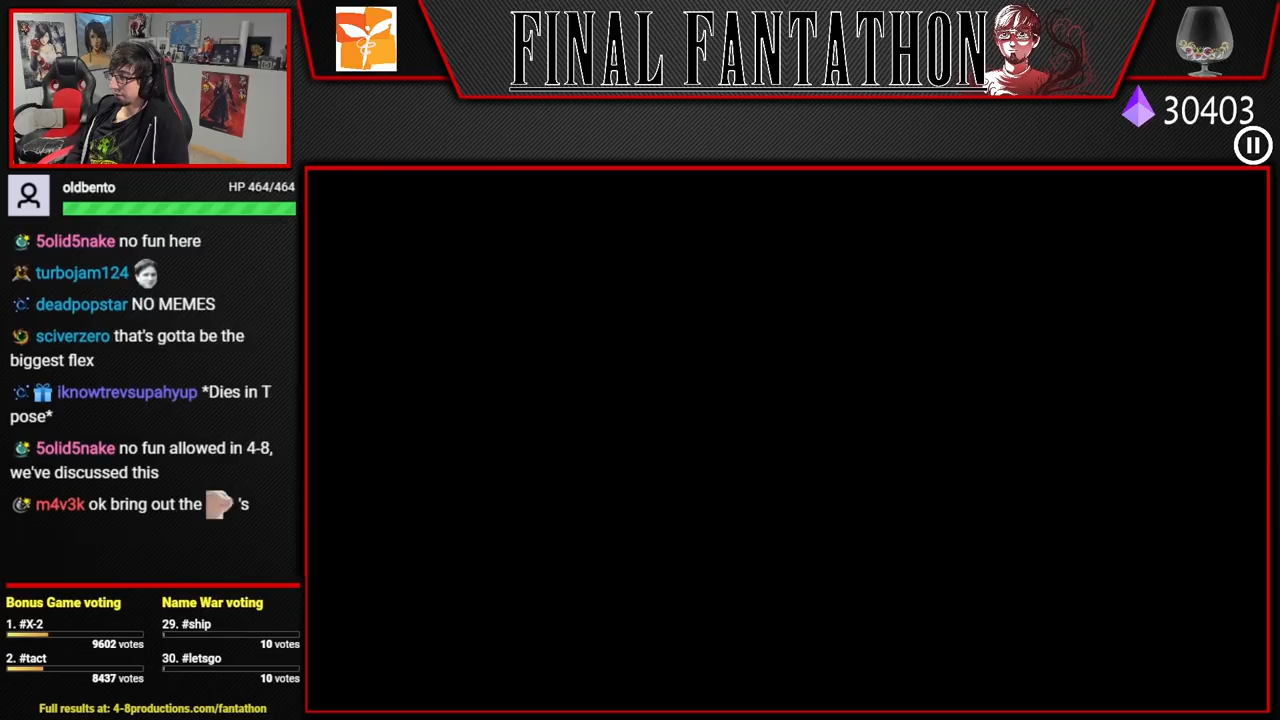 FINAL FANTATHON
30403
oldbento
HP 464/464
5olid5nake no fun here
turbojam124
deadpopstar NO MEMES
sciverzero that's gotta be the
biggest flex
iknowtrevsupahyup *Dies in T
pose*
5olid5nake no fun allowed in 4-8,
we've discussed this
m4v3k ok bring out the 's
Bonus Game voting
1. #X-2
9602 votes
2. #tact
8437 votes
Name War voting
29. #ship
10 votes
30. #letsgo
10 votes
Full results at: 4-8productions.com/fantathon